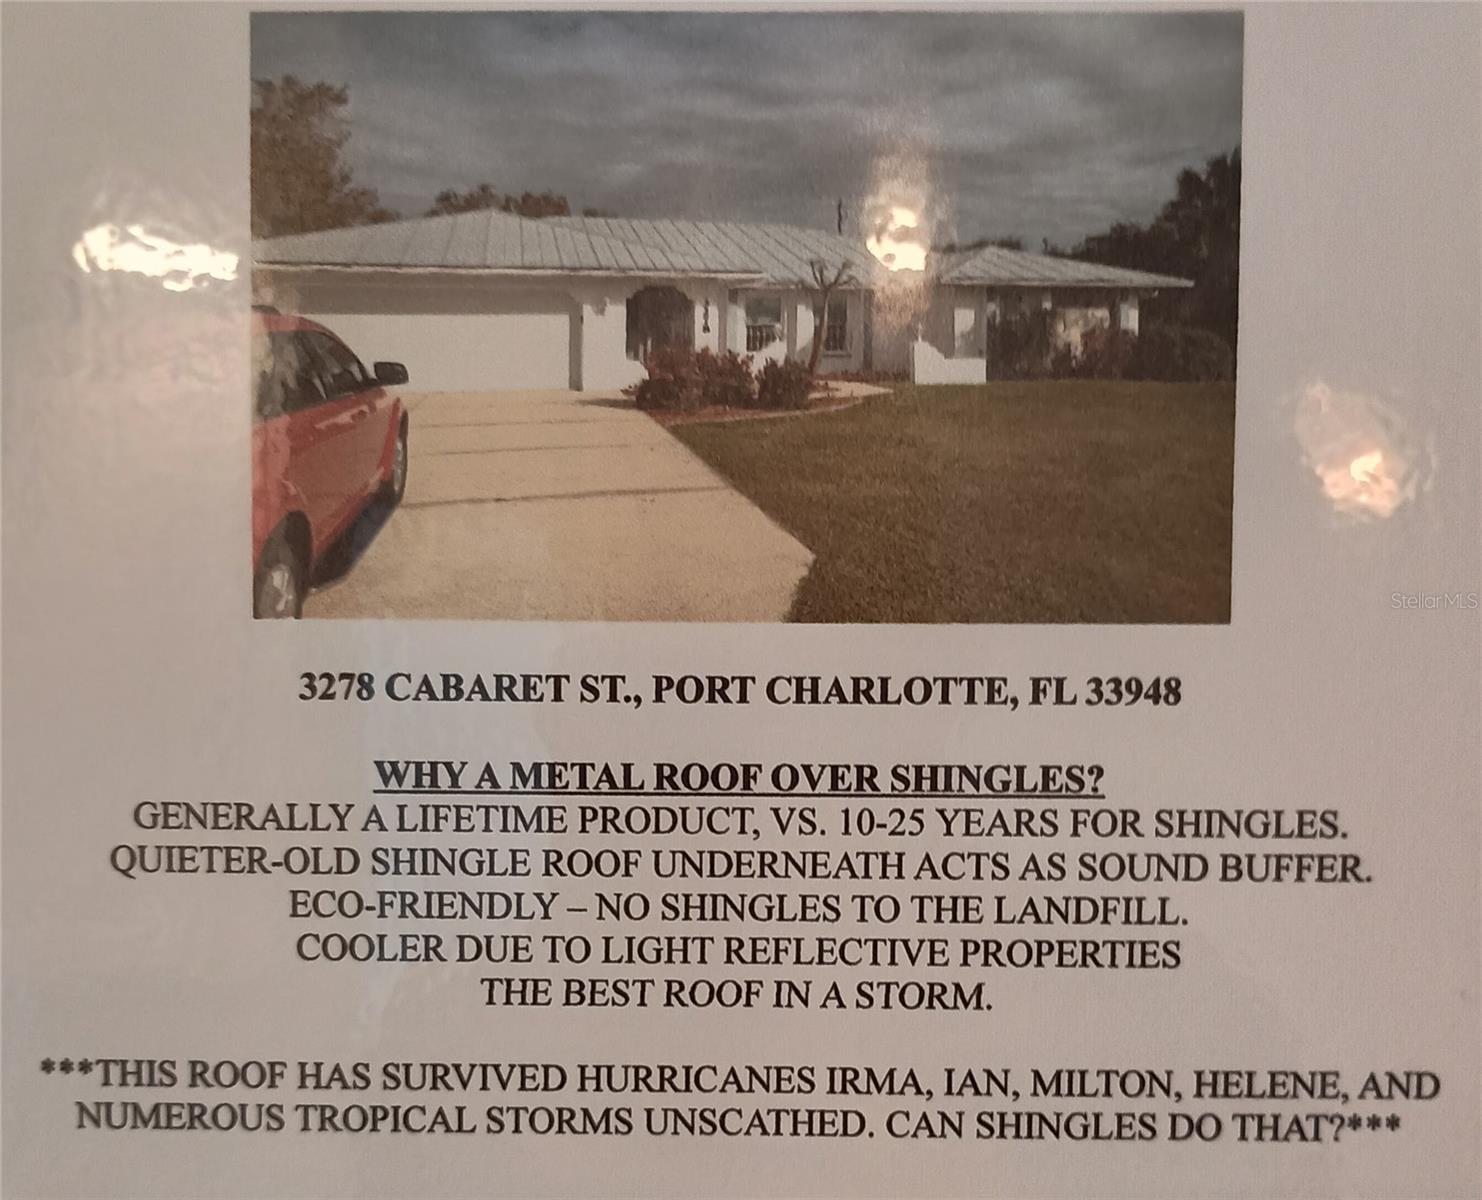 StellarMLS
3278 CABARET ST., PORT CHARLOTTE, FL 33948
WHY A METAL ROOF OVER SHINGLES?
GENERALLY A LIFETIME PRODUCT, VS. 10-25 YEARS FOR SHINGLES.
QUIETER-OLD SHINGLE ROOF UNDERNEATH ACTS AS SOUND BUFFER.
ECO-FRIENDLY – NO SHINGLES TO THE LANDFILL.
COOLER DUE TO LIGHT REFLECTIVE PROPERTIES
THE BEST ROOF IN A STORM.
***THIS ROOF HAS SURVIVED HURRICANES IRMA, IAN, MILTON, HELENE, AND
NUMEROUS TROPICAL STORMS UNSCATHED. CAN SHINGLES DO THAT?***